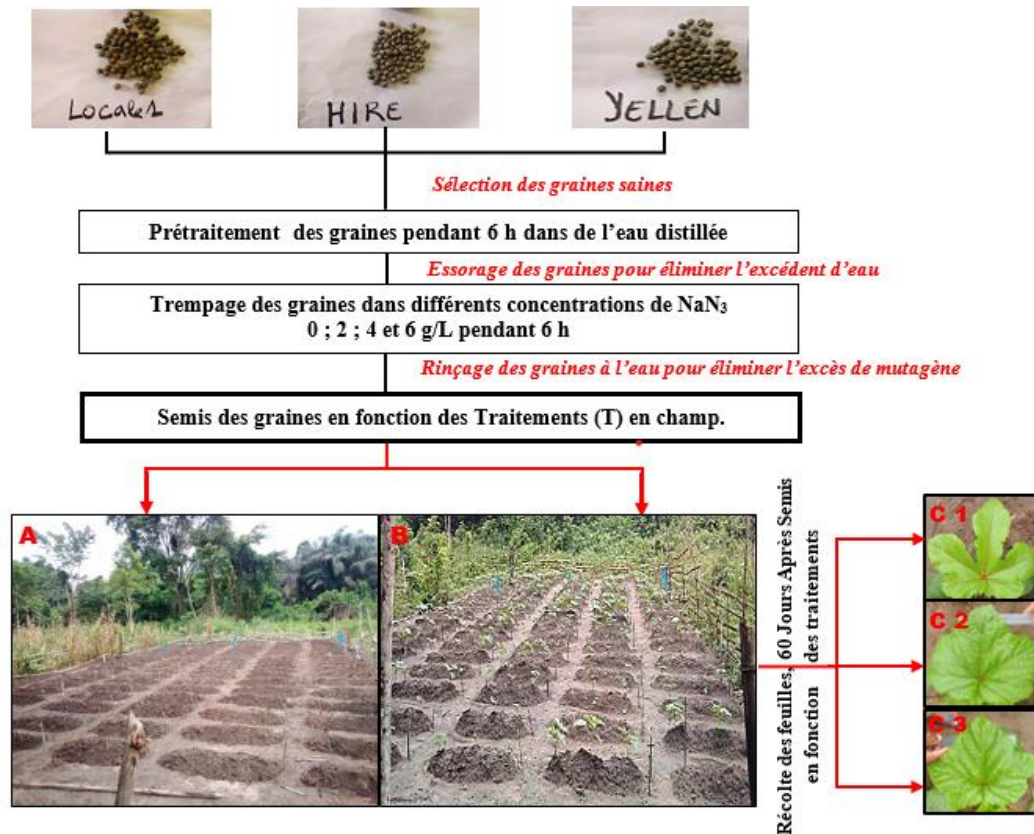 Locale1
HIRE
YELLEN
Sélection des graines saines
Prétraitement des graines pendant 6 h dans de l’eau distillée
Essorage des graines pour éliminer l’excédent d’eau
Trempage des graines dans différents concentrations de NaN₃
0 ; 2 ; 4 et 6 g/L pendant 6 h
Rinçage des graines à l’eau pour éliminer l’excès de mutagène
Semis des graines en fonction des Traitements (T) en champ.
A
B
Récolte des feuilles, 60 Jours Après Semis
en fonction des traitements
C 1
C 2
C 3